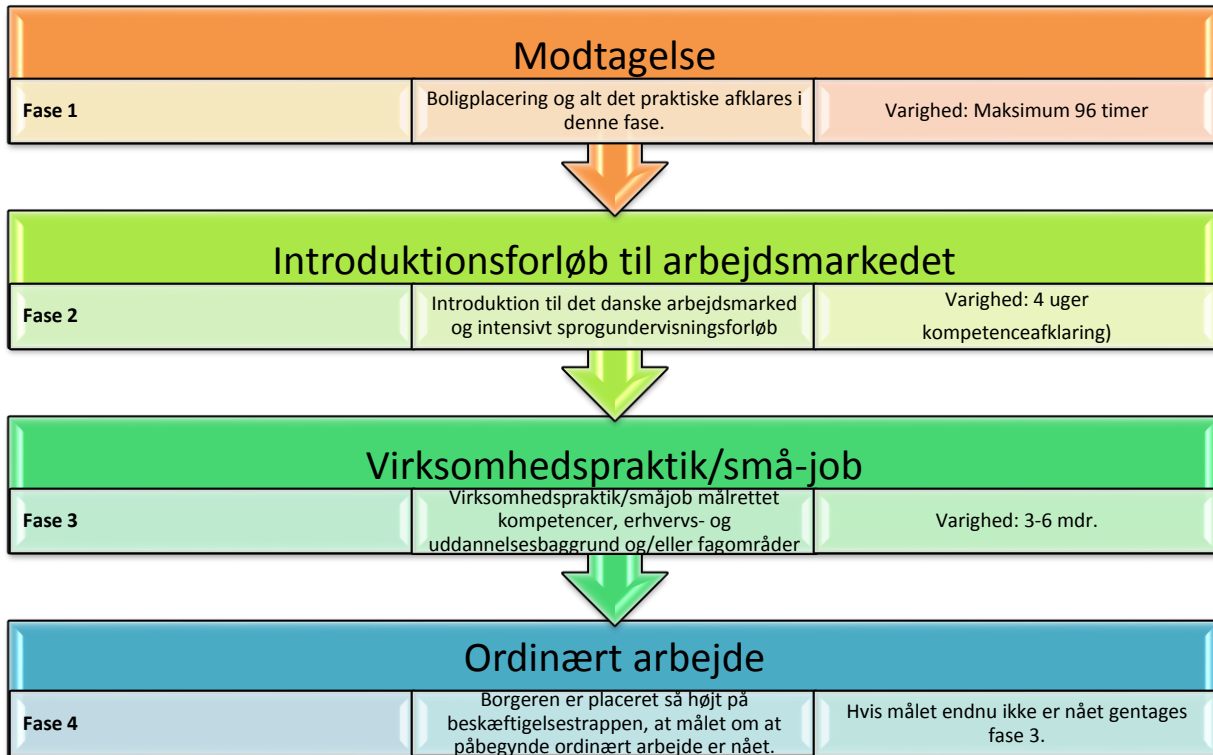 Modtagelse
Fase 1
Boligplacering og alt det praktiske afklares i
denne fase.
Varighed: Maksimum 96 timer
Introduktionsforløb til arbejdsmarkedet
Fase 2
Introduktion til det danske arbejdsmarked
og intensivt sprogundervisningsforløb
Varighed: 4 uger
kompetenceafklaring)
Virksomhedspraktik/små-job
Fase 3
Virksomhedspraktik/småjob målrettet
kompetencer, erhvervs- og
uddannelsesbaggrund og/eller fagområder
Varighed: 3-6 mdr.
Ordinært arbejde
Fase 4
Borgeren er placeret så højt på
beskæftigelsestrappen, at målet om at
påbegynde ordinært arbejde er nået.
Hvis målet endnu ikke er nået gentages
fase 3.